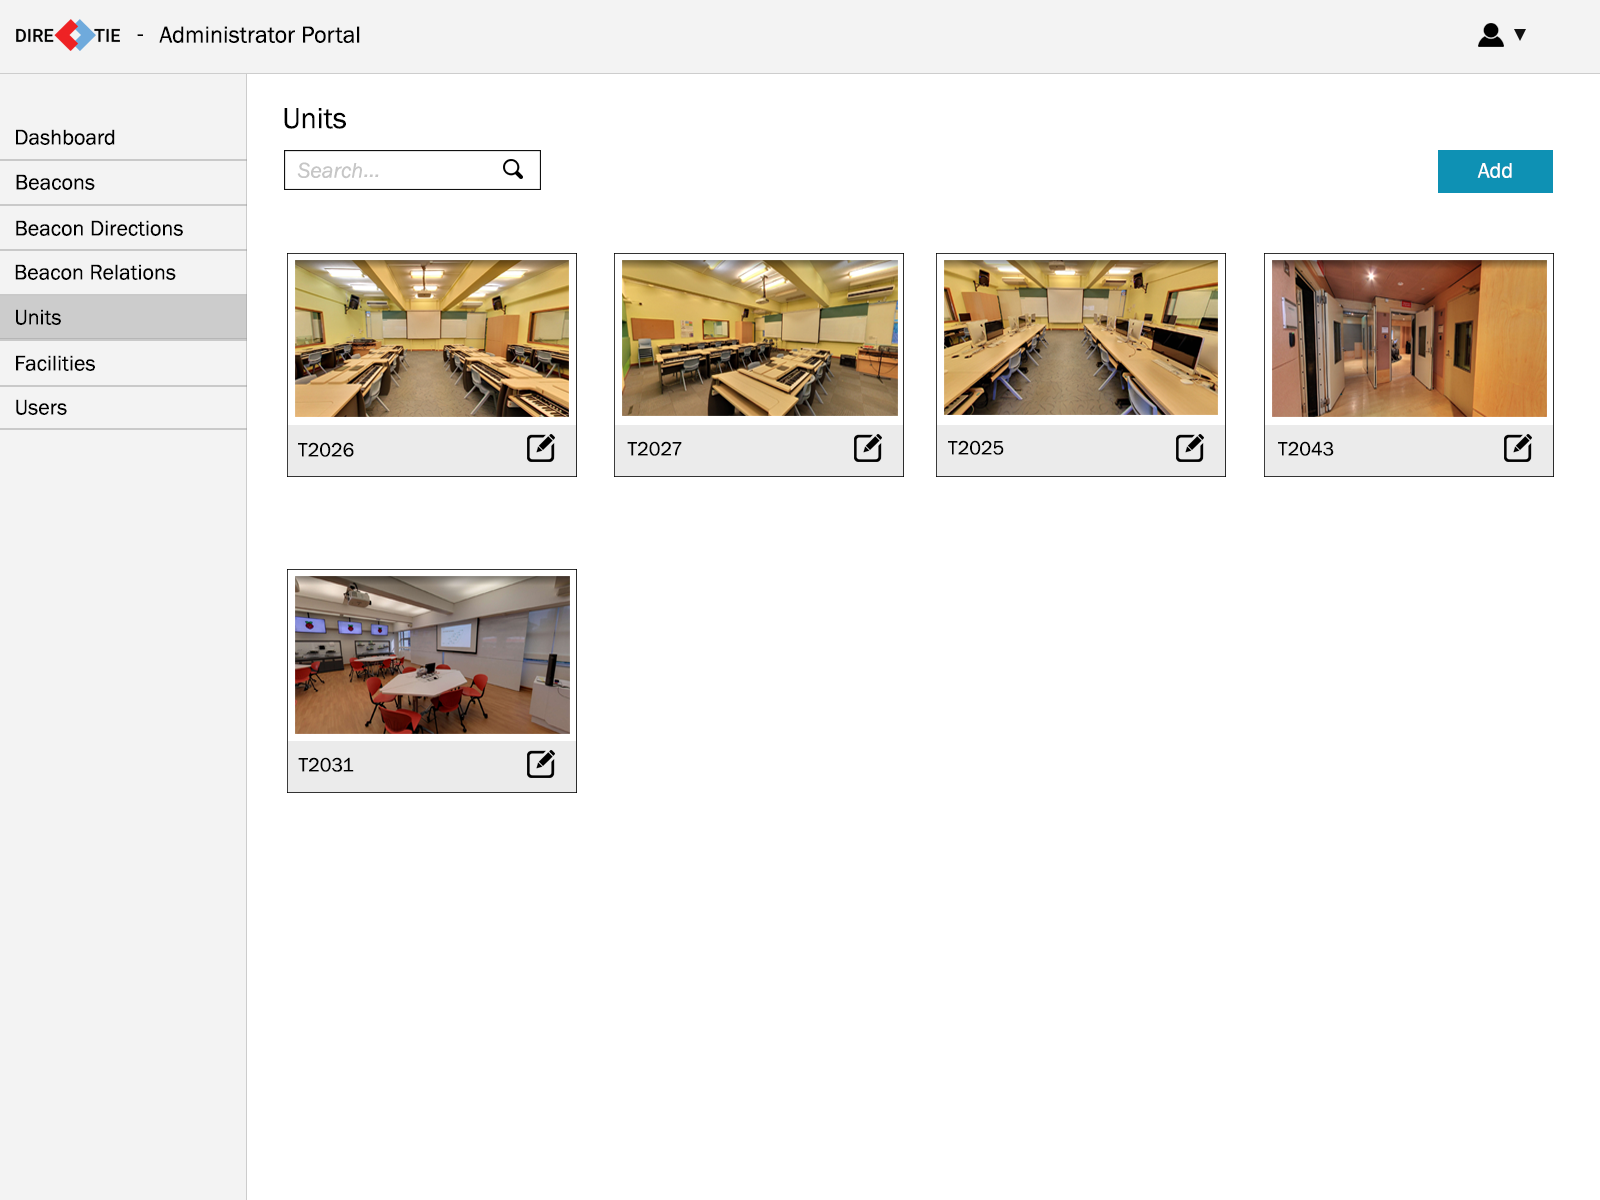 DIRE TIE - Administrator Portal
Dashboard
Beacons
Beacon Directions
Beacon Relations
Units
Facilities
Users
Units
Search...
Add
T2026
T2027
T2025
T2043
T2031